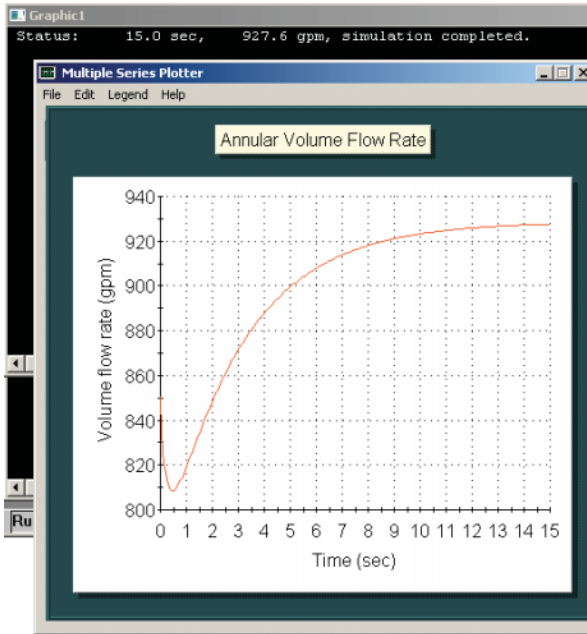 Graphic1
Status: 15.0 sec, 927.6 gpm, simulation completed.
Multiple Series Plotter
File Edit Legend Help
Annular Volume Flow Rate
940
920
900
880
860
840
820
800
Volume flow rate (gpm)
0 1 2 3 4 5 6 7 8 9 10 11 12 13 14 15
Time (sec)
Ru